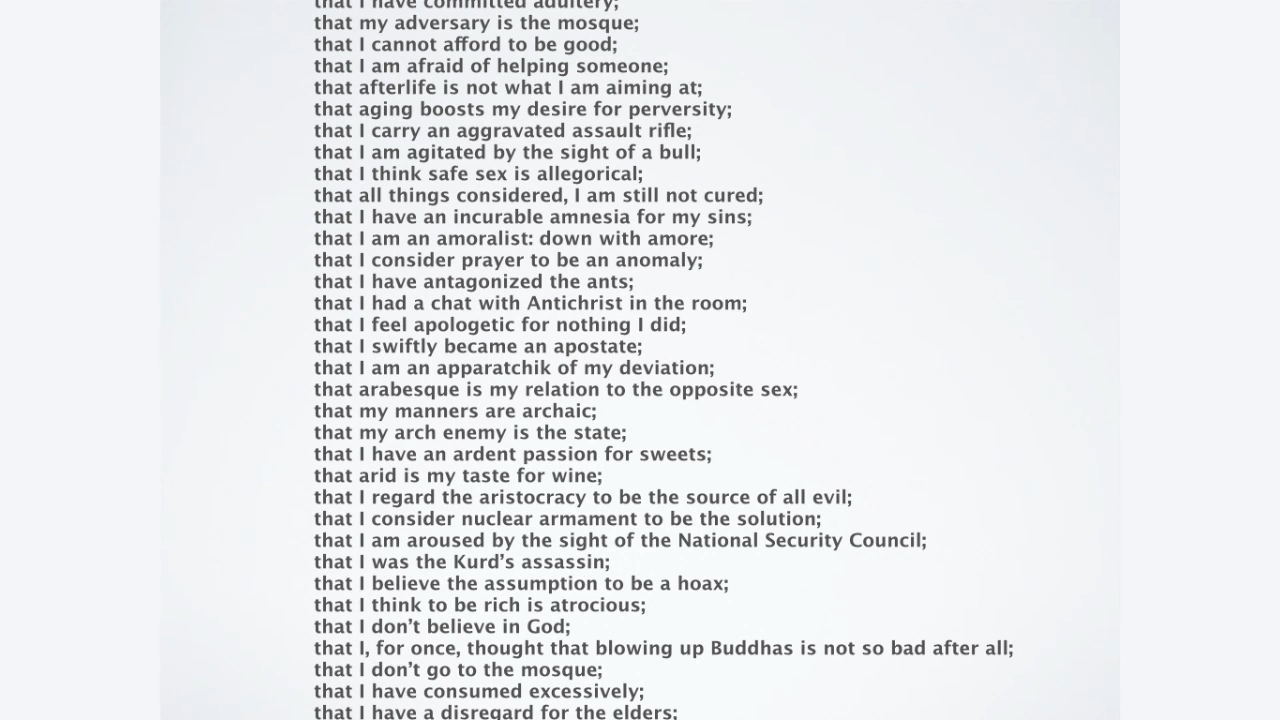 that I have committed adultery;
that my adversary is the mosque;
that I cannot afford to be good;
that I am afraid of helping someone;
that afterlife is not what I am aiming at;
that aging boosts my desire for perversity;
that I carry an aggravated assault rifle;
that I am agitated by the sight of a bull;
that I think safe sex is allegorical;
that all things considered, I am still not cured;
that I have an incurable amnesia for my sins;
that I am an amoralist: down with amore;
that I consider prayer to be an anomaly;
that I have antagonized the ants;
that I had a chat with Antichrist in the room;
that I feel apologetic for nothing I did;
that I swiftly became an apostate;
that I am an apparatchik of my deviation;
that arabesque is my relation to the opposite sex;
that my manners are archaic;
that my arch enemy is the state;
that I have an ardent passion for sweets;
that arid is my taste for wine;
that I regard the aristocracy to be the source of all evil;
that I consider nuclear armament to be the solution;
that I am aroused by the sight of the National Security Council;
that I was the Kurd’s assassin;
that I believe the assumption to be a hoax;
that I think to be rich is atrocious;
that I don’t believe in God;
that I, for once, thought that blowing up Buddhas is not so bad after all;
that I don’t go to the mosque;
that I have consumed excessively;
that I have a disregard for the elders;